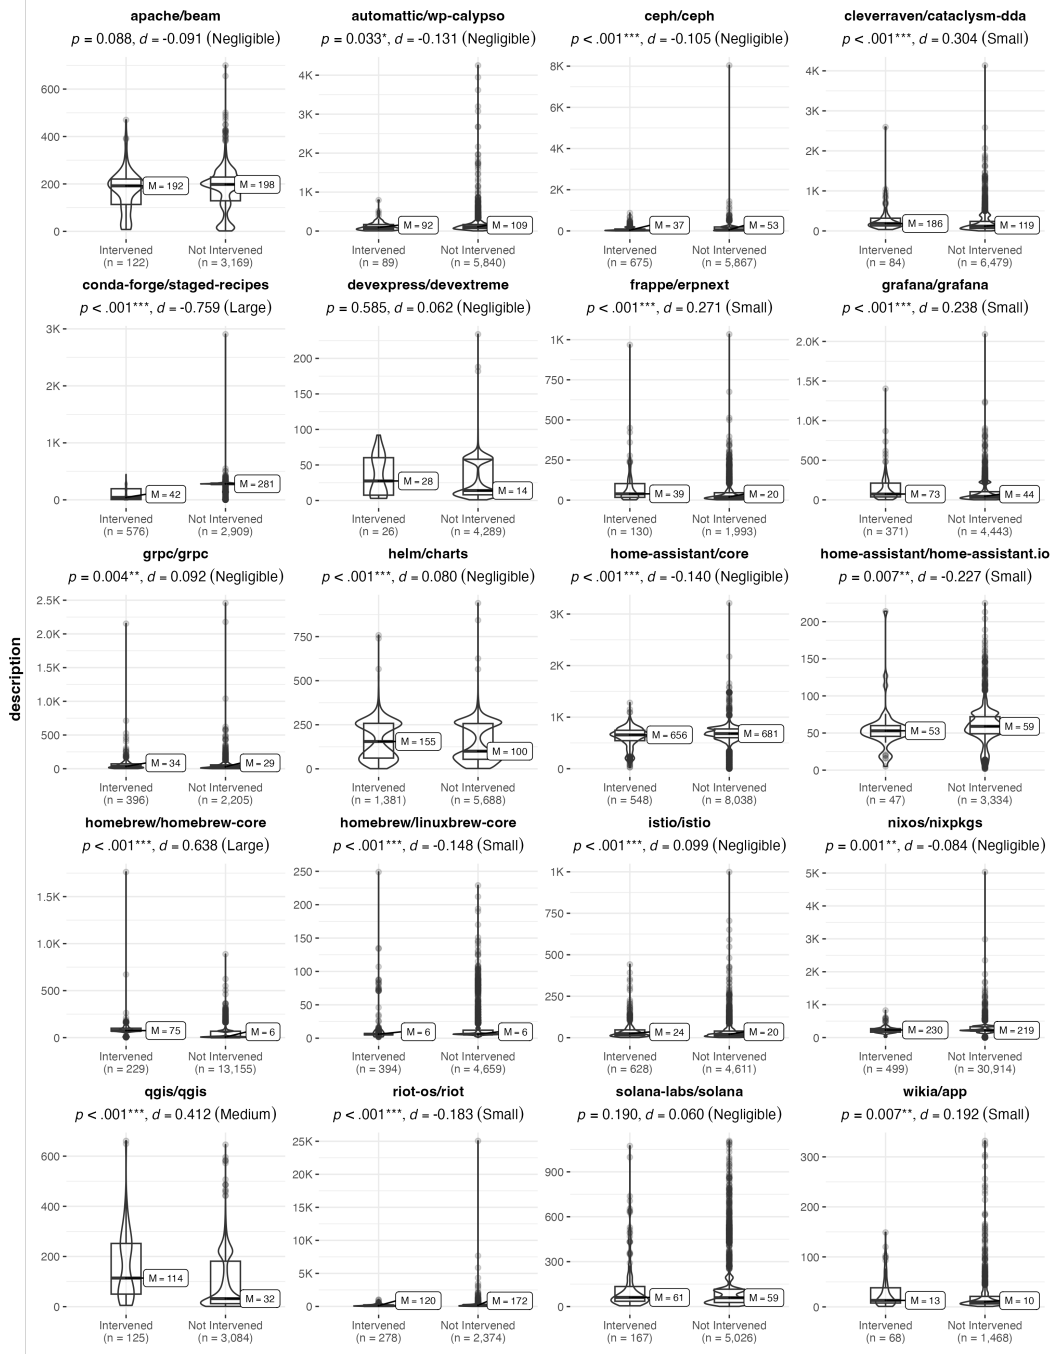 description
apache/beam
p = 0.088, d = -0.091 (Negligible)
600
400
200
0
M = 192
M = 198
Intervened
(n = 122)
Not Intervened
(n = 3,169)
automattic/wp-calypso
p = 0.033*, d = -0.131 (Negligible)
4K
3K
2K
1K
0
M = 92
M = 109
Intervened
(n = 89)
Not Intervened
(n = 5,840)
ceph/ceph
p < .001***, d = -0.105 (Negligible)
8K
6K
4K
2K
0
M = 37
M = 53
Intervened
(n = 675)
Not Intervened
(n = 5,867)
cleverraven/cataclysm-dda
p < .001***, d = 0.304 (Small)
4K
3K
2K
1K
0
M = 186
M = 119
Intervened
(n = 84)
Not Intervened
(n = 6,479)
conda-forge/staged-recipes
p < .001***, d = -0.759 (Large)
3K
2K
1K
0
M = 42
M = 281
Intervened
(n = 576)
Not Intervened
(n = 2,909)
devexpress/devextreme
p = 0.585, d = 0.062 (Negligible)
200
150
100
50
0
M = 28
M = 14
Intervened
(n = 26)
Not Intervened
(n = 4,289)
frappe/erpnext
p < .001***, d = 0.271 (Small)
1K
750
500
250
0
M = 39
M = 20
Intervened
(n = 130)
Not Intervened
(n = 1,993)
grafana/grafana
p < .001***, d = 0.238 (Small)
2.0K
1.5K
1.0K
500
0
M = 73
M = 44
Intervened
(n = 371)
Not Intervened
(n = 4,443)
grpc/grpc
p = 0.004**, d = 0.092 (Negligible)
2.5K
2.0K
1.5K
1.0K
500
0
M = 34
M = 29
Intervened
(n = 396)
Not Intervened
(n = 2,205)
helm/charts
p < .001***, d = 0.080 (Negligible)
750
500
250
0
M = 155
M = 100
Intervened
(n = 1,381)
Not Intervened
(n = 5,688)
home-assistant/core
p < .001***, d = -0.140 (Negligible)
3K
2K
1K
0
M = 656
M = 681
Intervened
(n = 548)
Not Intervened
(n = 8,038)
home-assistant/home-assistant.io
p = 0.007**, d = -0.227 (Small)
200
150
100
50
0
M = 53
M = 59
Intervened
(n = 47)
Not Intervened
(n = 3,334)
homebrew/homebrew-core
p < .001***, d = 0.638 (Large)
1.5K
1.0K
500
0
M = 75
M = 6
Intervened
(n = 229)
Not Intervened
(n = 13,155)
homebrew/linuxbrew-core
p < .001***, d = -0.148 (Small)
250
200
150
100
50
0
M = 6
M = 6
Intervened
(n = 394)
Not Intervened
(n = 4,659)
istio/istio
p < .001***, d = 0.099 (Negligible)
1K
750
500
250
0
M = 24
M = 20
Intervened
(n = 628)
Not Intervened
(n = 4,611)
nixos/nixpkgs
p = 0.001**, d = -0.084 (Negligible)
5K
4K
3K
2K
1K
0
M = 230
M = 219
Intervened
(n = 499)
Not Intervened
(n = 30,914)
qgis/qgis
p < .001***, d = 0.412 (Medium)
600
400
200
0
M = 114
M = 32
Intervened
(n = 125)
Not Intervened
(n = 3,084)
riot-os/riot
p < .001***, d = -0.183 (Small)
25K
20K
15K
10K
5K
0
M = 120
M = 172
Intervened
(n = 278)
Not Intervened
(n = 2,374)
solana-labs/solana
p = 0.190, d = 0.060 (Negligible)
900
600
300
0
M = 61
M = 59
Intervened
(n = 167)
Not Intervened
(n = 5,026)
wikia/app
p = 0.007**, d = 0.192 (Small)
300
200
100
0
M = 13
M = 10
Intervened
(n = 68)
Not Intervened
(n = 1,468)